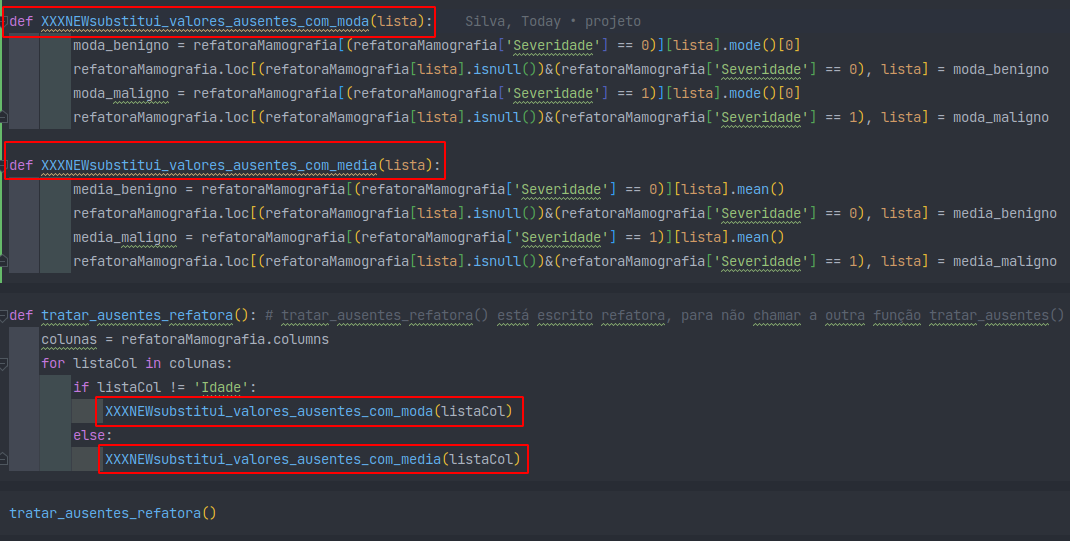 def XXXNEWsubstitui_valores_ausentes_com_moda(lista):    Silva, Today • projeto
        moda_benigno = refatoraMamografia[(refatoraMamografia['Severidade'] == 0)][lista].mode()[0]
        refatoraMamografia.loc[(refatoraMamografia[lista].isnull())&(refatoraMamografia['Severidade'] == 0), lista] = moda_benigno
        moda_maligno = refatoraMamografia[(refatoraMamografia['Severidade'] == 1)][lista].mode()[0]
        refatoraMamografia.loc[(refatoraMamografia[lista].isnull())&(refatoraMamografia['Severidade'] == 1), lista] = moda_maligno
def XXXNEWsubstitui_valores_ausentes_com_media(lista):
        media_benigno = refatoraMamografia[(refatoraMamografia['Severidade'] == 0)][lista].mean()
        refatoraMamografia.loc[(refatoraMamografia[lista].isnull())&(refatoraMamografia['Severidade'] == 0), lista] = media_benigno
        media_maligno = refatoraMamografia[(refatoraMamografia['Severidade'] == 1)][lista].mean()
        refatoraMamografia.loc[(refatoraMamografia[lista].isnull())&(refatoraMamografia['Severidade'] == 1), lista] = media_maligno
def tratar_ausentes_refatora(): # tratar_ausentes_refatora() está escrito refatora, para não chamar a outra função tratar_ausentes()
    colunas = refatoraMamografia.columns
    for listaCol in colunas:
        if listaCol != 'Idade':
            XXXNEWsubstitui_valores_ausentes_com_moda(listaCol)
        else:
            XXXNEWsubstitui_valores_ausentes_com_media(listaCol)
tratar_ausentes_refatora()